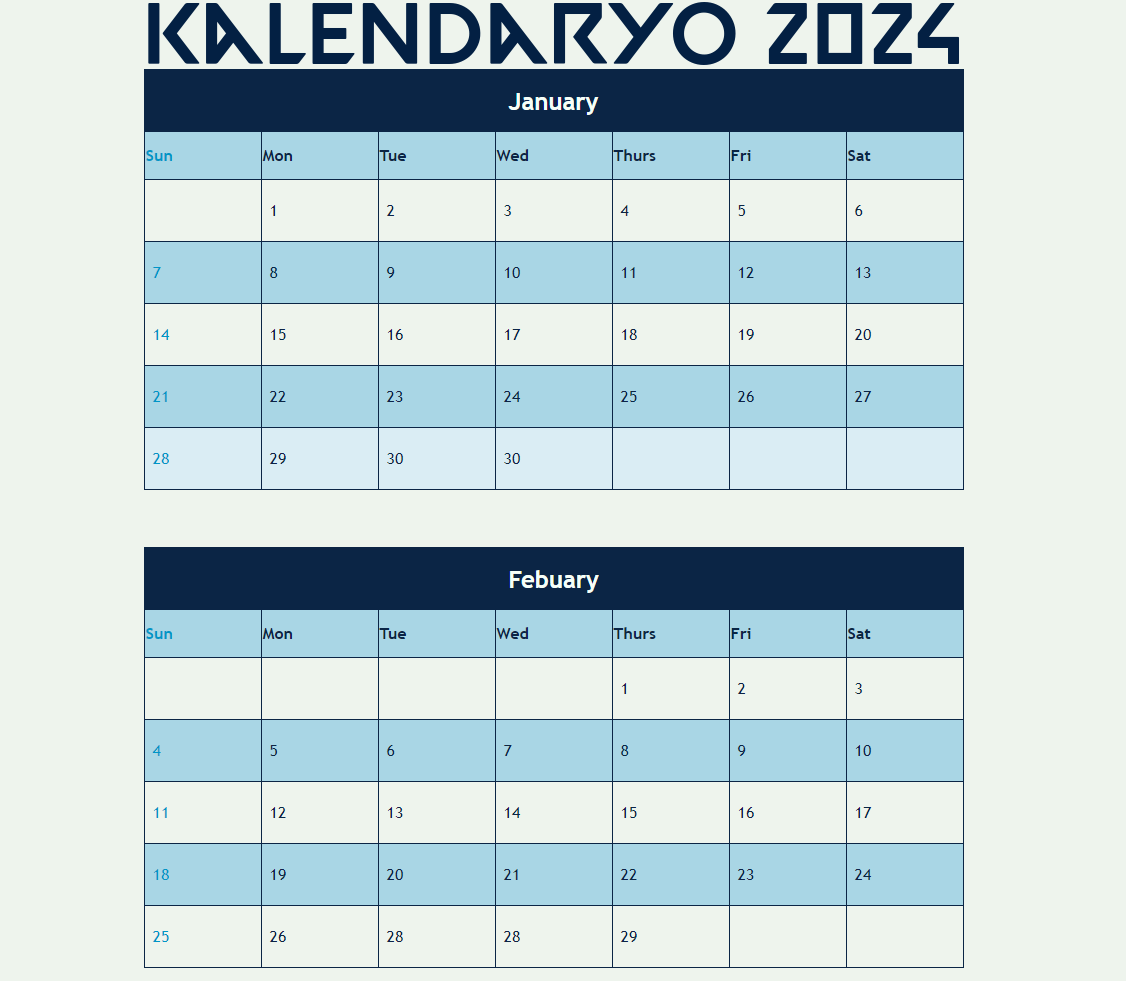 KALENDARYO 2024
January
Sun Mon Tue Wed Thurs Fri Sat
1 2 3 4 5 6
7 8 9 10 11 12 13
14 15 16 17 18 19 20
21 22 23 24 25 26 27
28 29 30 30
Febuary
Sun Mon Tue Wed Thurs Fri Sat
1 2 3
4 5 6 7 8 9 10
11 12 13 14 15 16 17
18 19 20 21 22 23 24
25 26 28 28 29